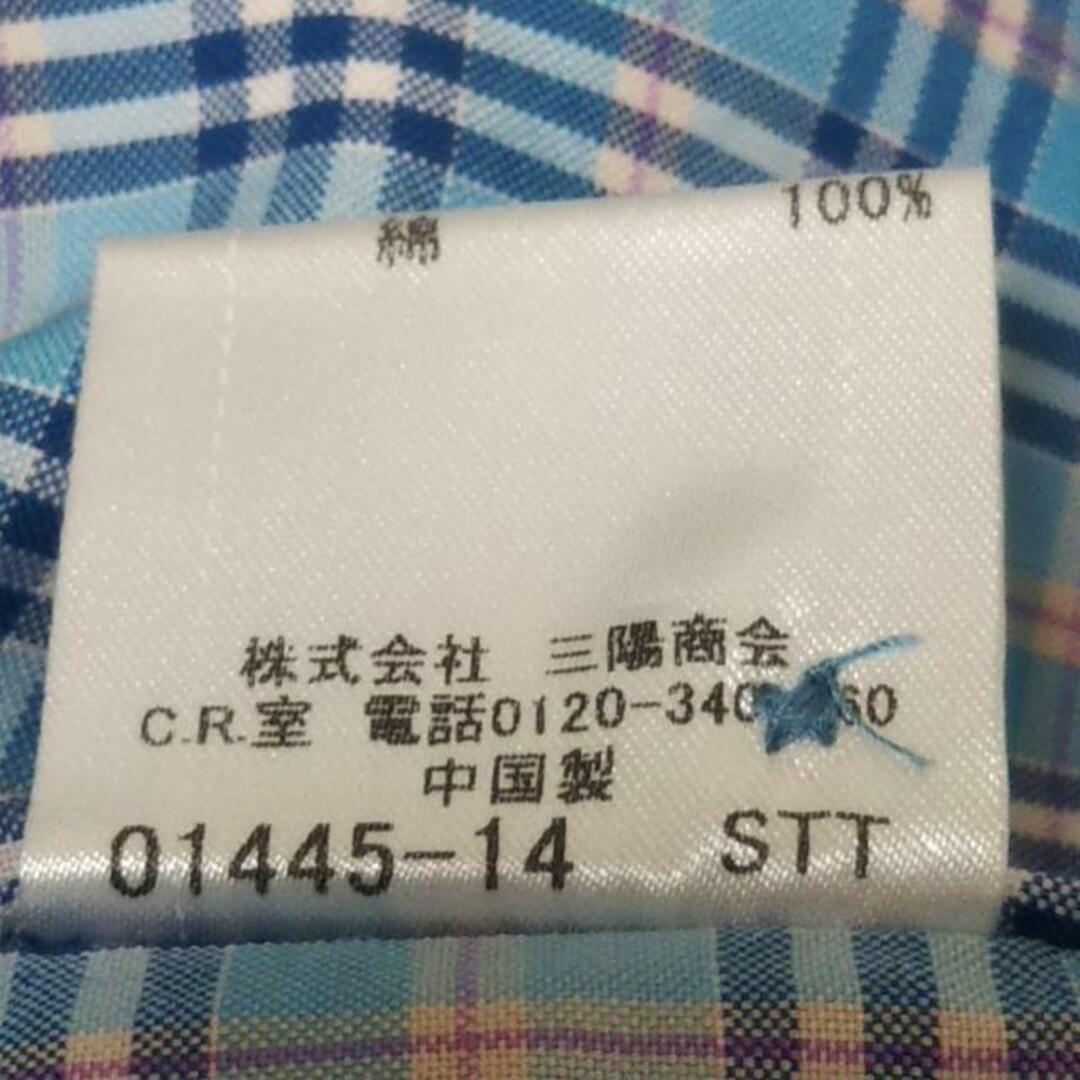 綿 100%
株式会社 三陽商会
C.R.室 電話0120-340 60
中国製
01445-14 STT